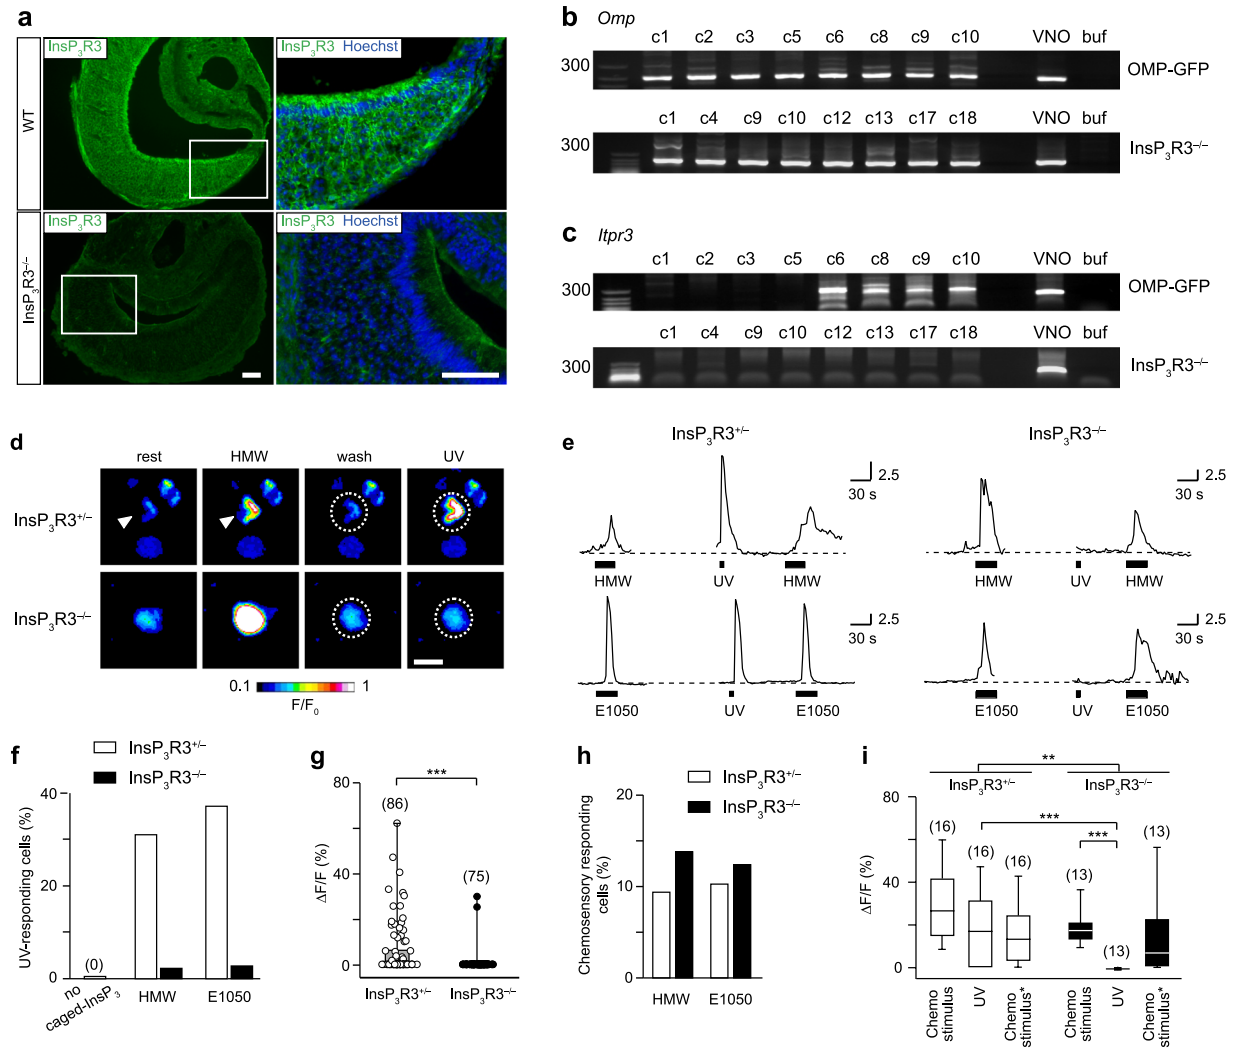 a
InsP3R3
InsP3R3 Hoechst
WT
InsP3R3
InsP3R3 Hoechst
InsP3R3–/–
b
Omp
c1 c2 c3 c5 c6 c8 c9 c10 VNO buf
300
OMP-GFP
c1 c4 c9 c10 c12 c13 c17 c18 VNO buf
300
InsP3R3–/–
c
Itpr3
c1 c2 c3 c5 c6 c8 c9 c10 VNO buf
300
OMP-GFP
c1 c4 c9 c10 c12 c13 c17 c18 VNO buf
300
InsP3R3–/–
d
rest HMW wash UV
InsP3R3+/–
InsP3R3–/–
0.1 1
F/F0
e
InsP3R3+/– InsP3R3–/–
2.5
30 s
2.5
30 s
HMW UV HMW
HMW UV HMW
2.5
30 s
2.5
30 s
E1050 UV E1050
E1050 UV E1050
f
InsP3R3+/–
InsP3R3–/–
UV-responding cells (%)
40
20
0
(0)
no caged-InsP3
HMW
E1050
g
ΔF/F (%)
80
40
0
(86)
***
(75)
InsP3R3+/– InsP3R3–/–
h
InsP3R3+/–
InsP3R3–/–
Chemosensory responding
cells (%)
20
10
0
HMW E1050
i
**
InsP3R3+/– InsP3R3–/–
ΔF/F (%)
80
40
0
***
***
(16)
(16)
(16)
(13)
(13)
(13)
Chemo
stimulus
UV
Chemo
stimulus*
Chemo
stimulus
UV
Chemo
stimulus*